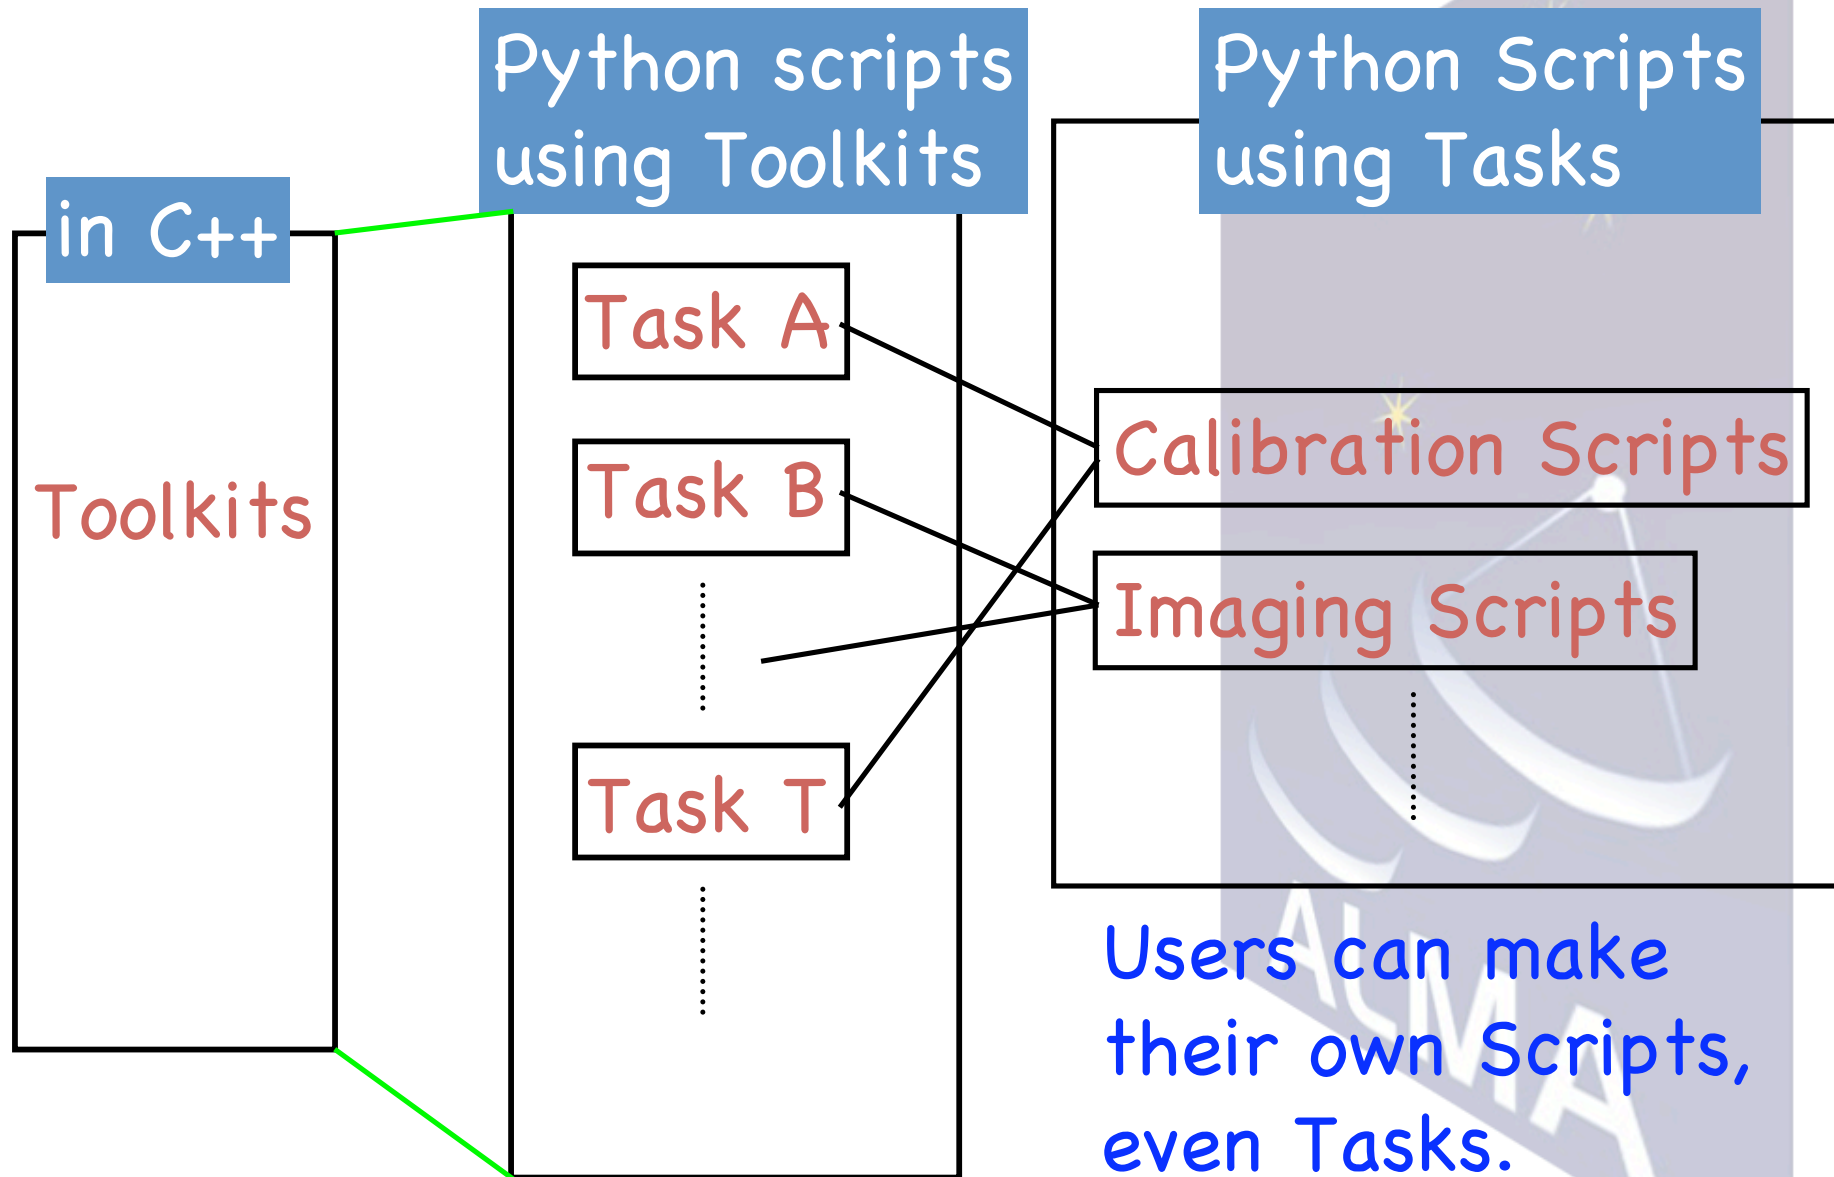 in C++
Toolkits
Python scripts
using Toolkits
Task A
Task B
Task T
Python Scripts
using Tasks
Calibration Scripts
Imaging Scripts
Users can make
their own Scripts,
even Tasks.
ALMA